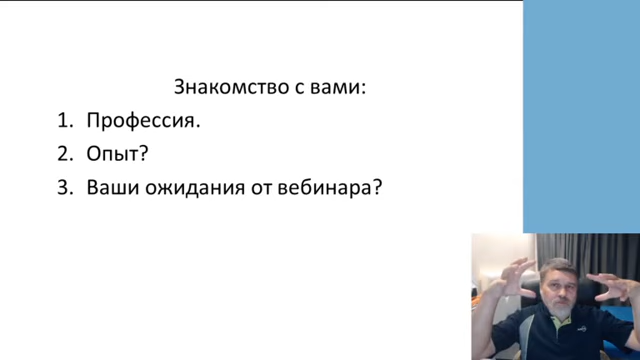 Знакомство с вами:
1. Профессия.
2. Опыт?
3. Ваши ожидания от вебинара?